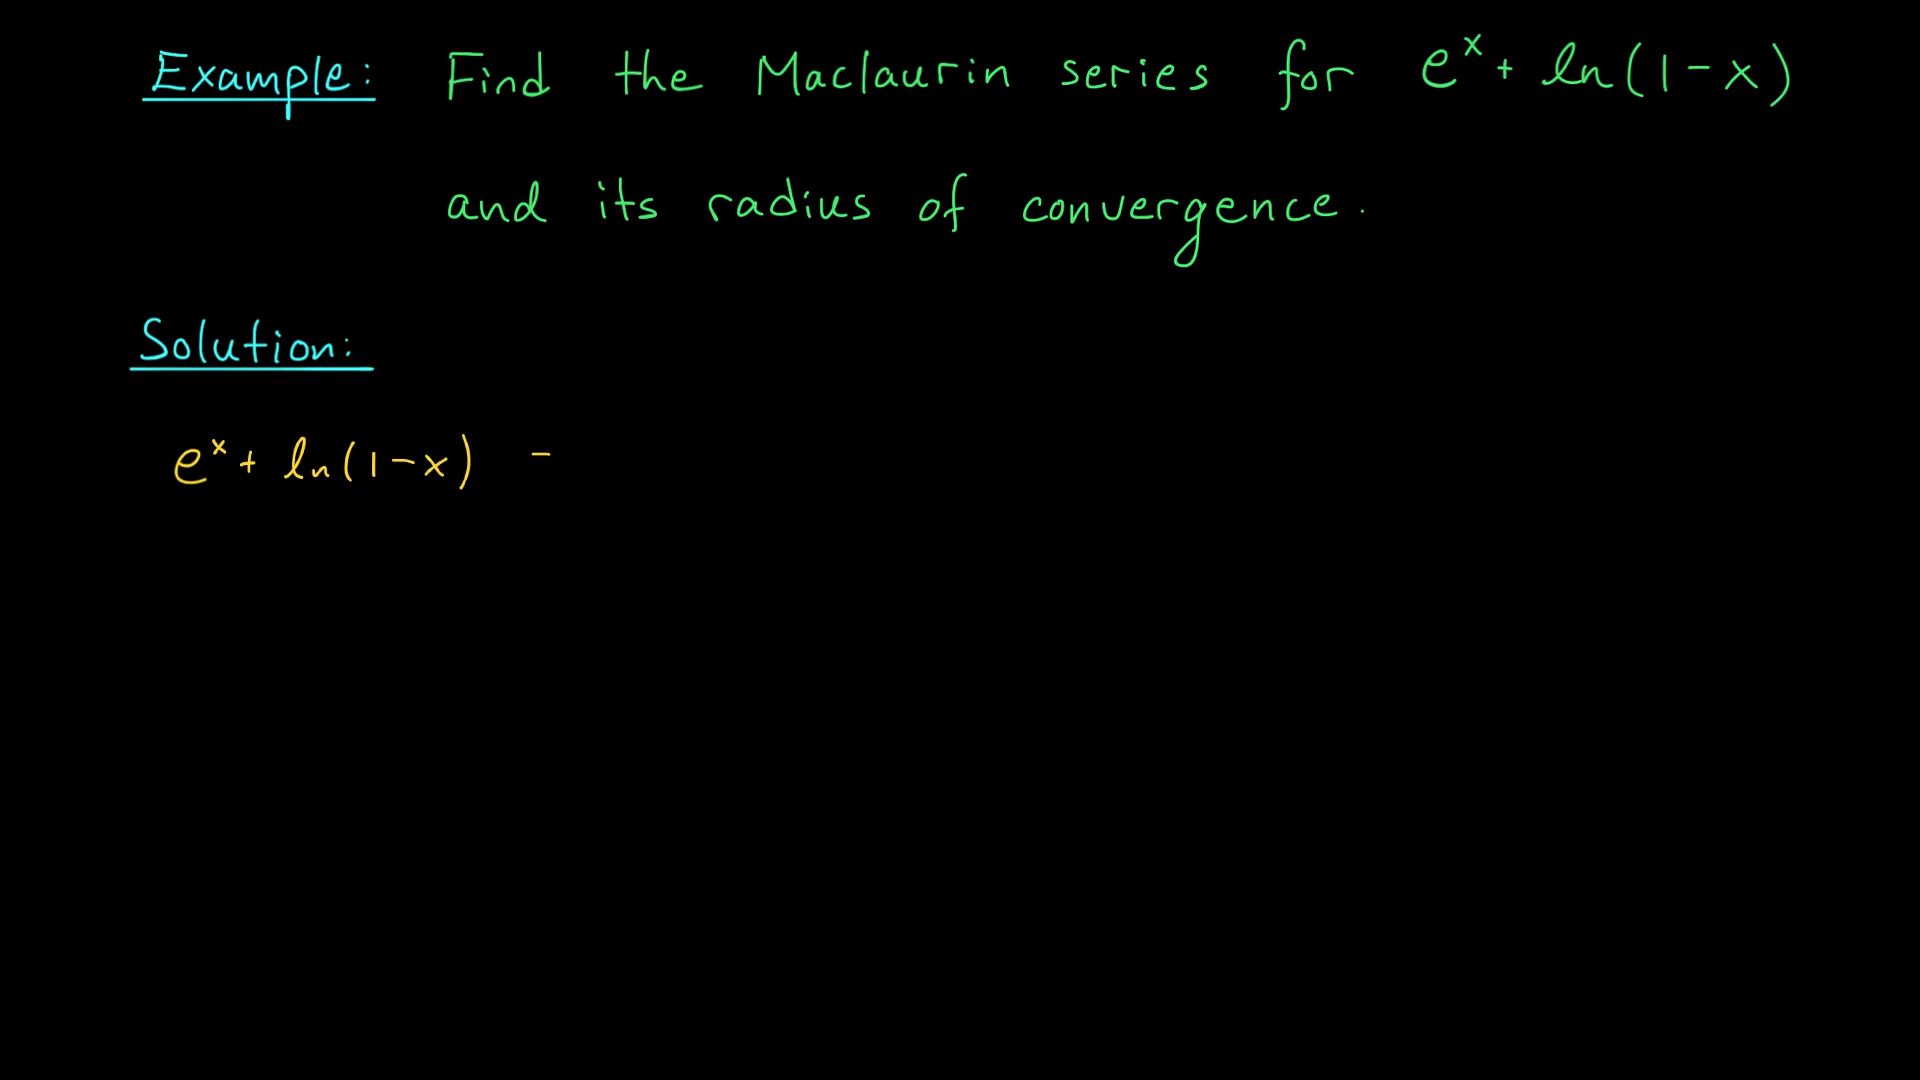 Example: Find the Maclaurin series for eˣ + ln(1-x)
and its radius of convergence.
Solution:
eˣ + ln(1-x) -